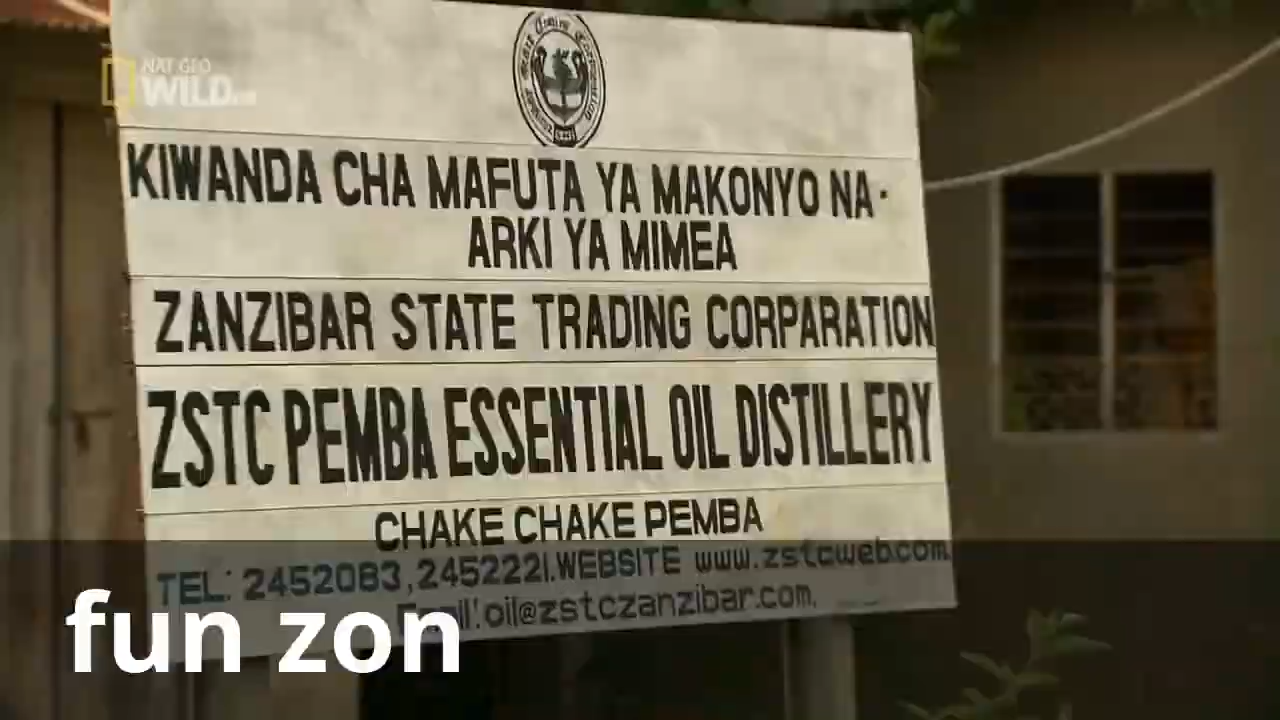 NAT GEO
WILD
KIWANDA CHA MAFUTA YA MAKONYO NA·
ARKI YA MIMEA
ZANZIBAR STATE TRADING CORPARATION
ZSTC PEMBA ESSENTIAL OIL DISTILLERY
CHAKE CHAKE PEMBA
TEL: 2452083,2452221.WEBSITE www.zstcweb.com.
Email:oil@zstczanzibar.com.
fun zon